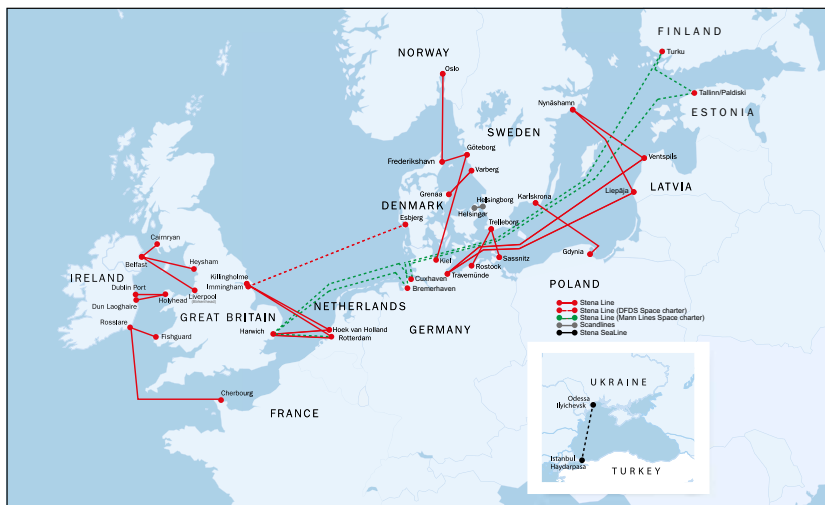 FINLAND
NORWAY
Turku
Oslo
Tallinn/Paldiski
Nynäshamn
ESTONIA
SWEDEN
Göteborg
Frederikshavn
Varberg
Ventspils
Grenaa
Helsingborg
Karlskrona
Liepāja
LATVIA
DENMARK
Helsingør
Esbjerg
Trelleborg
Cairnryan
Gdynia
Belfast
Heysham
Kiel
Sassnitz
Rostock
Travemünde
IRELAND
Killingholme
Immingham
Cuxhaven
Bremerhaven
POLAND
Dublin Port
Liverpool
Holyhead
Dun Laoghaire
NETHERLANDS
GREAT BRITAIN
Rosslare
Harwich
Hoek van Holland
Rotterdam
GERMANY
Fishguard
Stena Line
Stena Line (DFDS Space charter)
Stena Line (Mann Lines Space charter)
Scandlines
Stena SeaLine
Cherbourg
FRANCE
UKRAINE
Odessa
Ilyichevsk
Istanbul
Haydarpasa
TURKEY